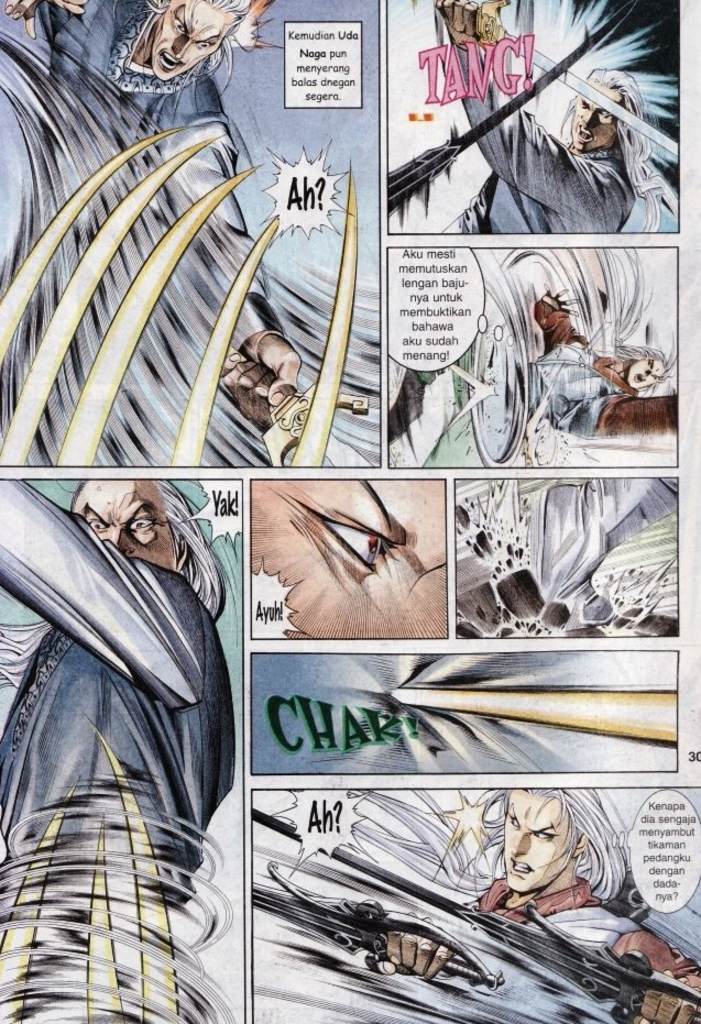 Kemudian Uda
Naga pun
menyerang
balas dnegan
segera.
Ah?
TANG!
Aku mesti
memutuskan
lengan baju-
nya untuk
membuktikan
bahawa
aku sudah
menang!
Yak!
Ayuh!
CHAK!
30
Ah?
Kenapa
dia sengaja
menyambut
tikaman
pedangku
dengan
dada-
nya?